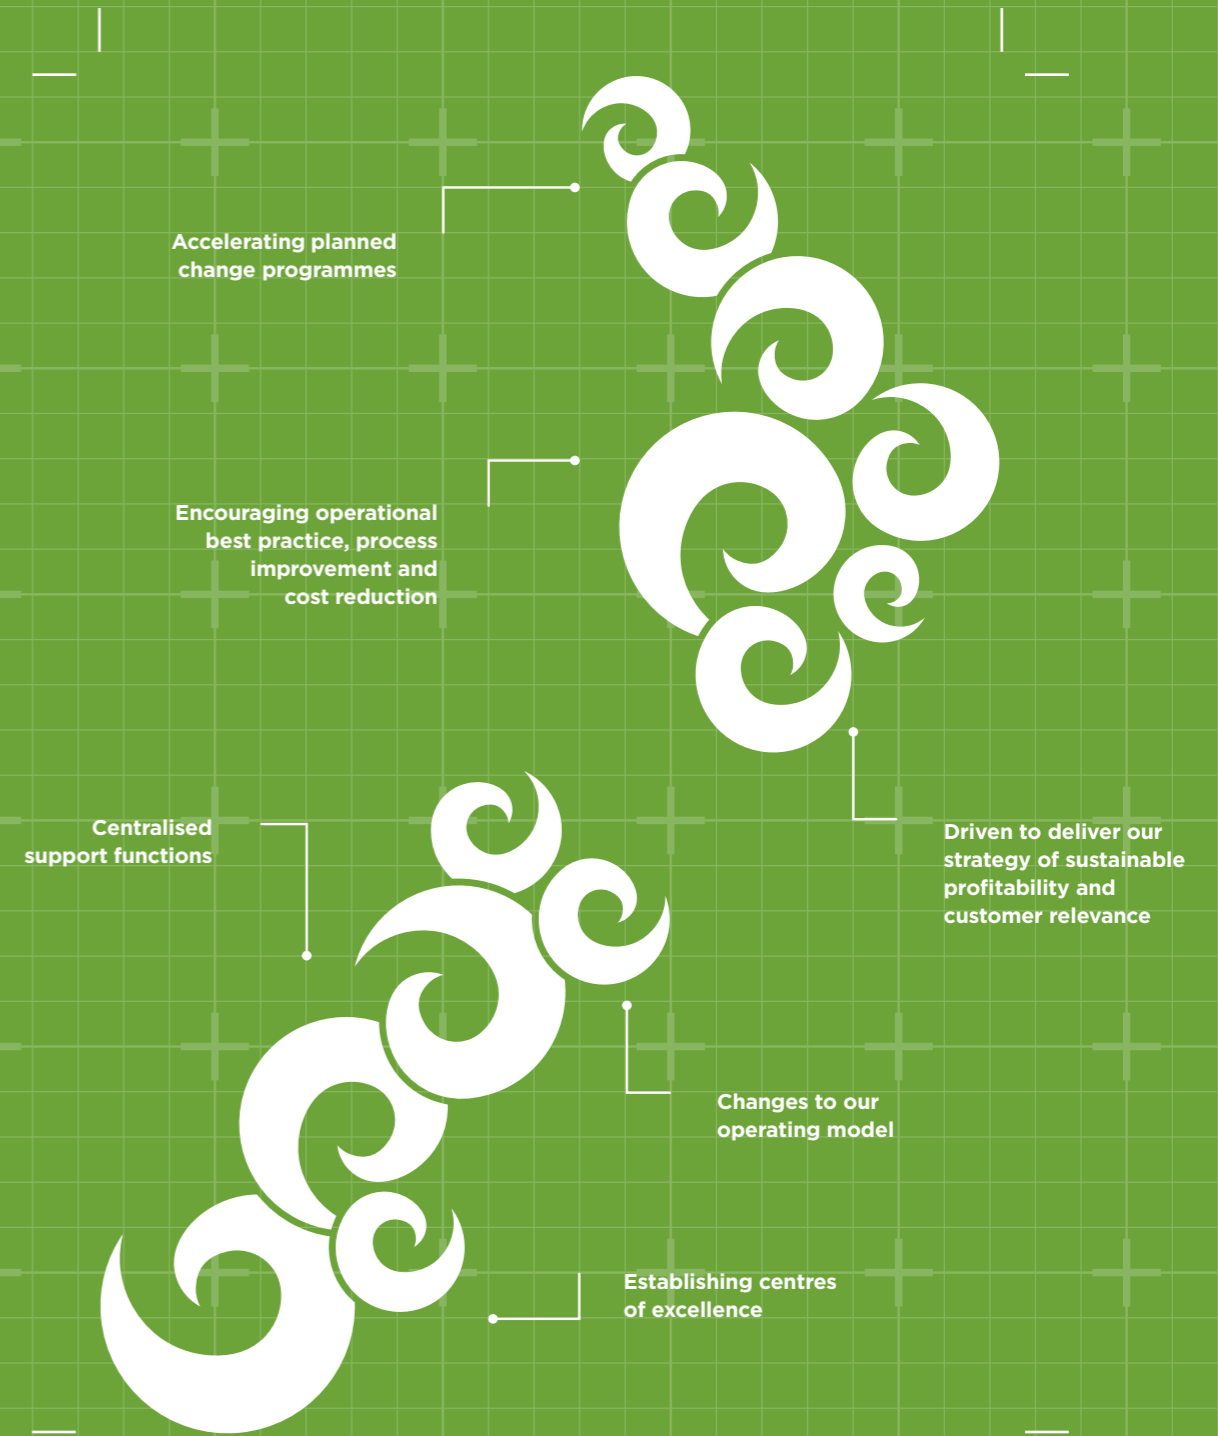 Accelerating planned
change programmes
Encouraging operational
best practice, process
improvement and
cost reduction
Centralised
support functions
Driven to deliver our
strategy of sustainable
profitability and
customer relevance
Changes to our
operating model
Establishing centres
of excellence